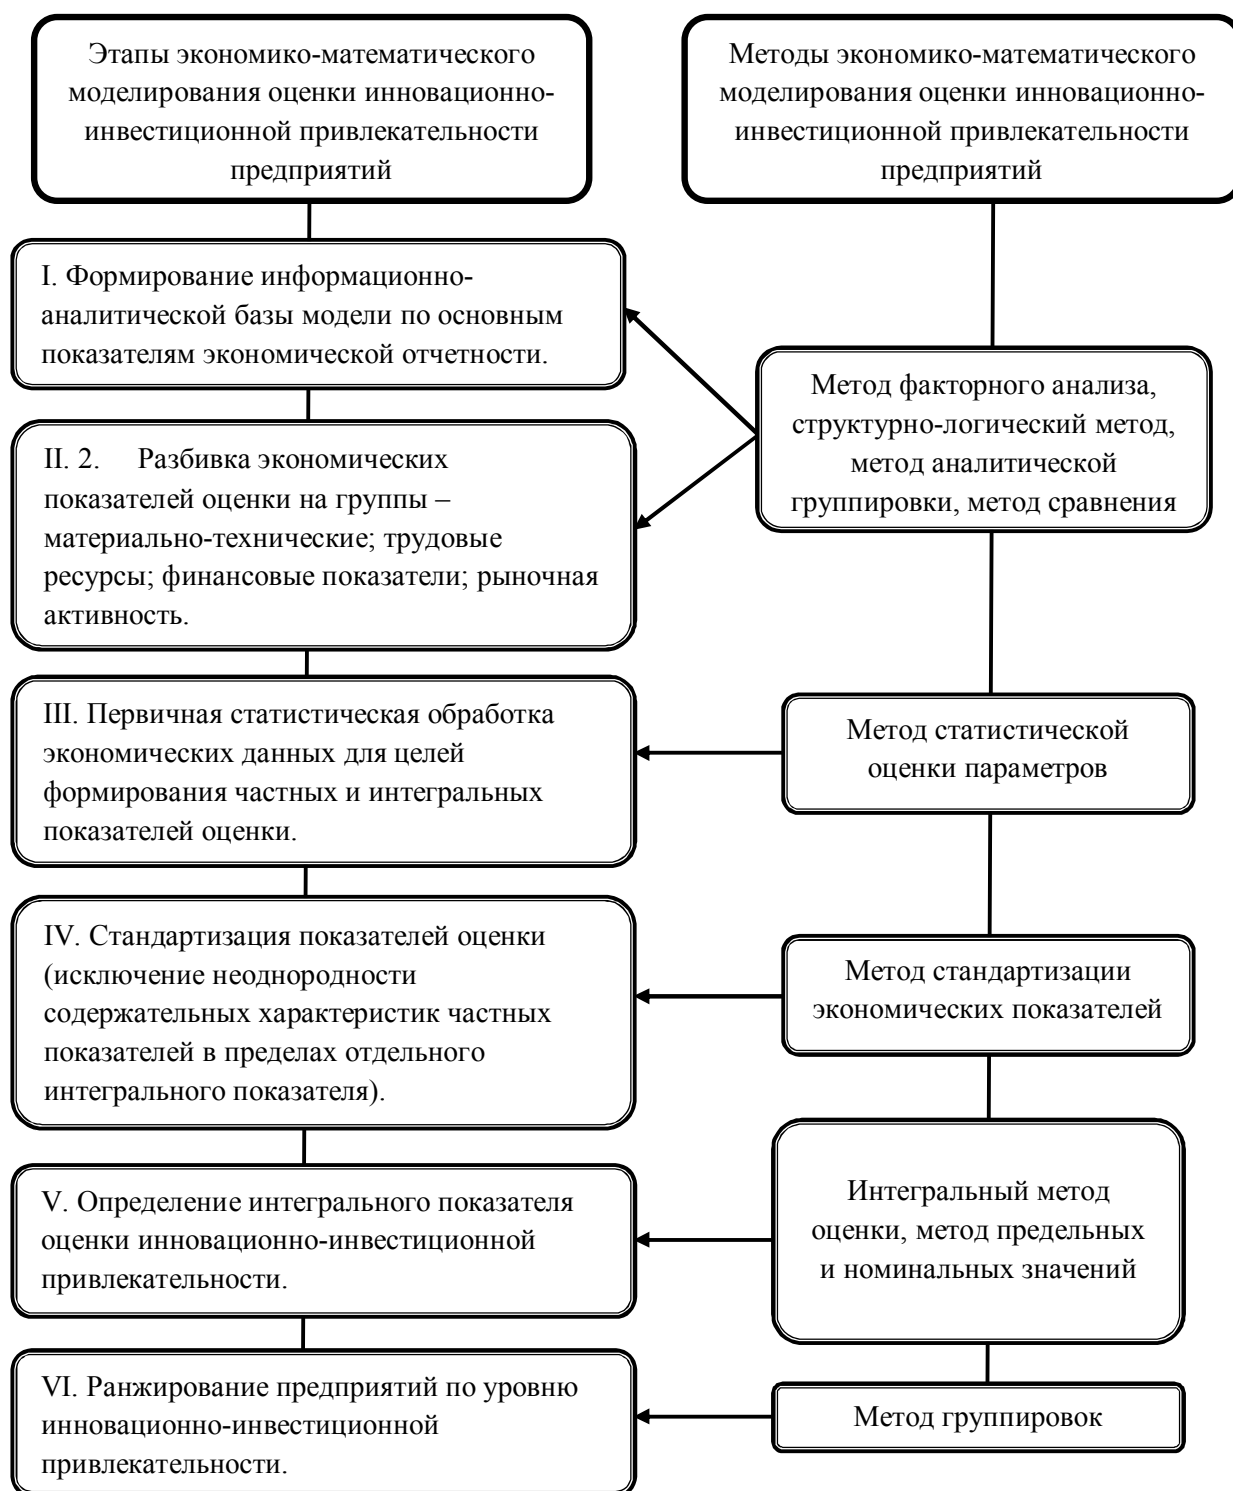 Этапы экономико-математического
моделирования оценки инновационно-
инвестиционной привлекательности
предприятий
Методы экономико-математического
моделирования оценки инновационно-
инвестиционной привлекательности
предприятий
I. Формирование информационно-
аналитической базы модели по основным
показателям экономической отчетности.
Метод факторного анализа,
структурно-логический метод,
метод аналитической
группировки, метод сравнения
II. 2. Разбивка экономических
показателей оценки на группы –
материально-технические; трудовые
ресурсы; финансовые показатели; рыночная
активность.
III. Первичная статистическая обработка
экономических данных для целей
формирования частных и интегральных
показателей оценки.
Метод статистической
оценки параметров
IV. Стандартизация показателей оценки
(исключение неоднородности
содержательных характеристик частных
показателей в пределах отдельного
интегрального показателя).
Метод стандартизации
экономических показателей
V. Определение интегрального показателя
оценки инновационно-инвестиционной
привлекательности.
Интегральный метод
оценки, метод предельных
и номинальных значений
VI. Ранжирование предприятий по уровню
инновационно-инвестиционной
привлекательности.
Метод группировок